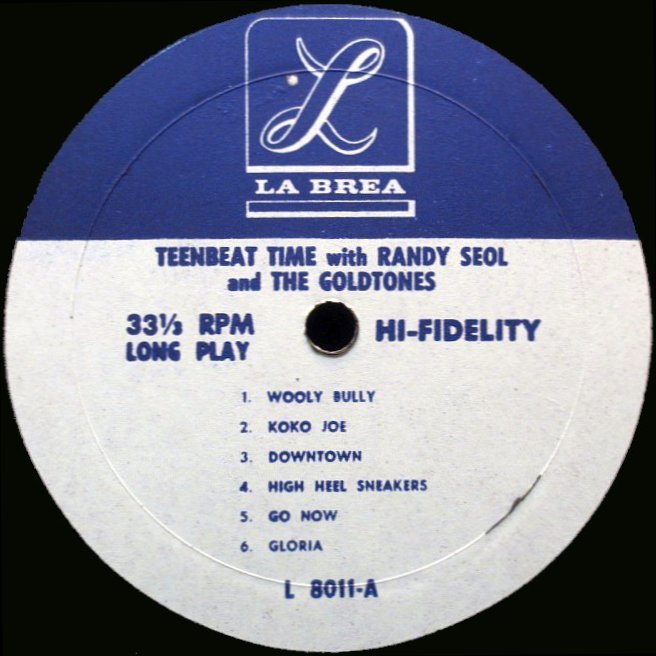 L
LA BREA
TEENBEAT TIME with RANDY SEOL
and THE GOLDTONES
33⅓ RPM
LONG PLAY
HI-FIDELITY
1. WOOLY BULLY
2. KOKO JOE
3. DOWNTOWN
4. HIGH HEEL SNEAKERS
5. GO NOW
6. GLORIA
L 8011-A